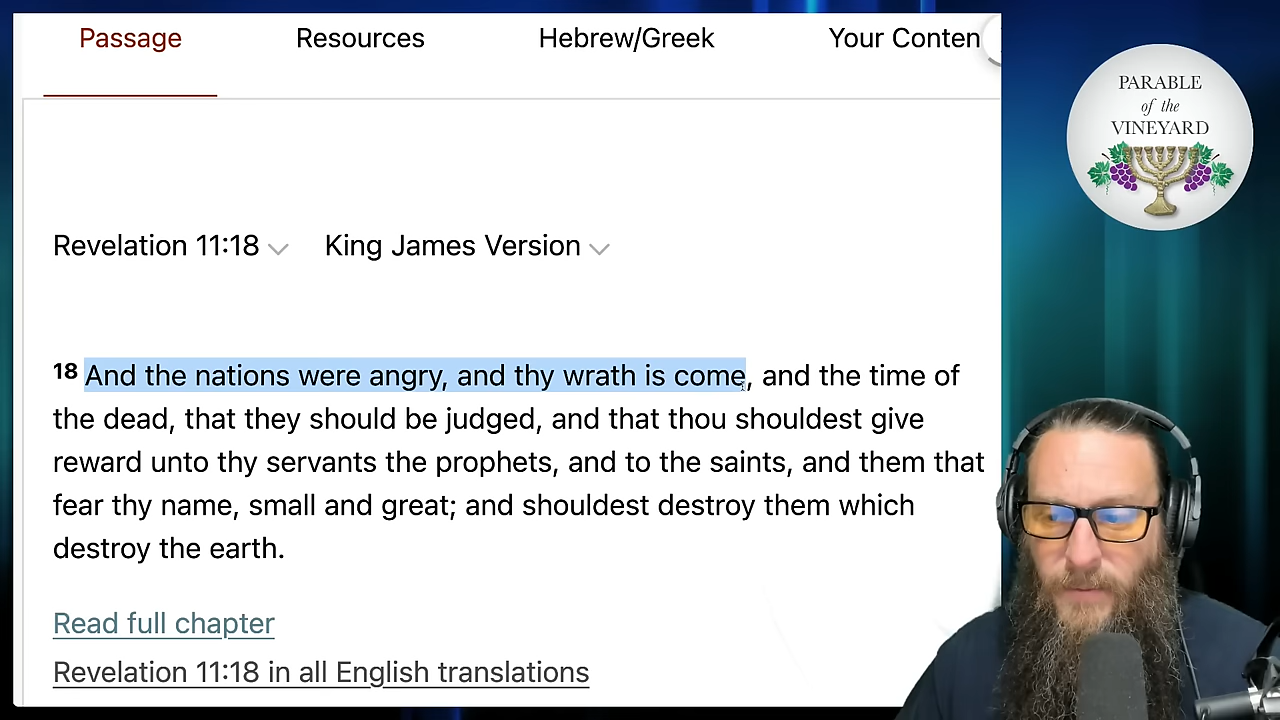 Passage Resources Hebrew/Greek Your Conten
PARABLE
of the
VINEYARD
Revelation 11:18 King James Version
18 And the nations were angry, and thy wrath is come, and the time of
the dead, that they should be judged, and that thou shouldest give
reward unto thy servants the prophets, and to the saints, and them that
fear thy name, small and great; and shouldest destroy them which
destroy the earth.
Read full chapter
Revelation 11:18 in all English translations